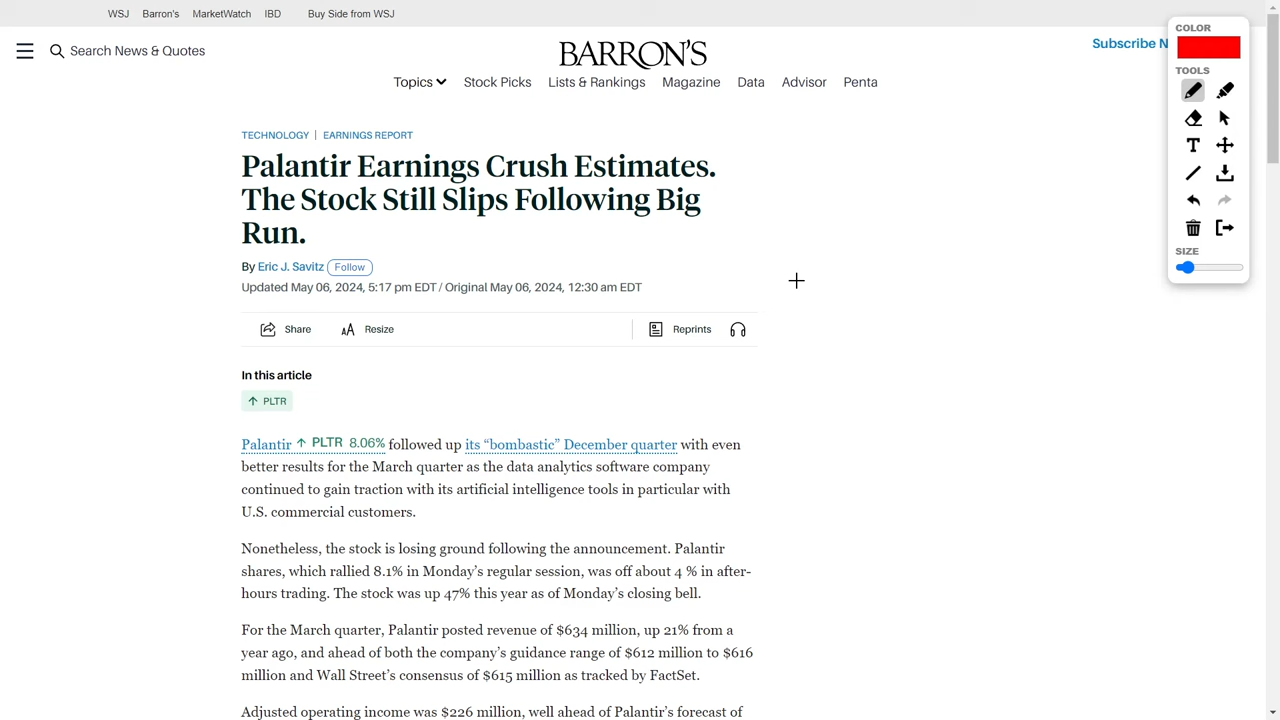 WSJ Barron's MarketWatch IBD Buy Side from WSJ
Search News & Quotes
BARRON'S
Subscribe N
Topics Stock Picks Lists & Rankings Magazine Data Advisor Penta
TECHNOLOGY | EARNINGS REPORT
Palantir Earnings Crush Estimates.
The Stock Still Slips Following Big
Run.
By Eric J. Savitz Follow
Updated May 06, 2024, 5:17 pm EDT / Original May 06, 2024, 12:30 am EDT
Share AA Resize Reprints
In this article
PLTR
Palantir PLTR 8.06% followed up its “bombastic” December quarter with even
better results for the March quarter as the data analytics software company
continued to gain traction with its artificial intelligence tools in particular with
U.S. commercial customers.
Nonetheless, the stock is losing ground following the announcement. Palantir
shares, which rallied 8.1% in Monday’s regular session, was off about 4 % in after-
hours trading. The stock was up 47% this year as of Monday’s closing bell.
For the March quarter, Palantir posted revenue of $634 million, up 21% from a
year ago, and ahead of both the company’s guidance range of $612 million to $616
million and Wall Street’s consensus of $615 million as tracked by FactSet.
Adjusted operating income was $226 million, well ahead of Palantir’s forecast of
COLOR
TOOLS
T
SIZE